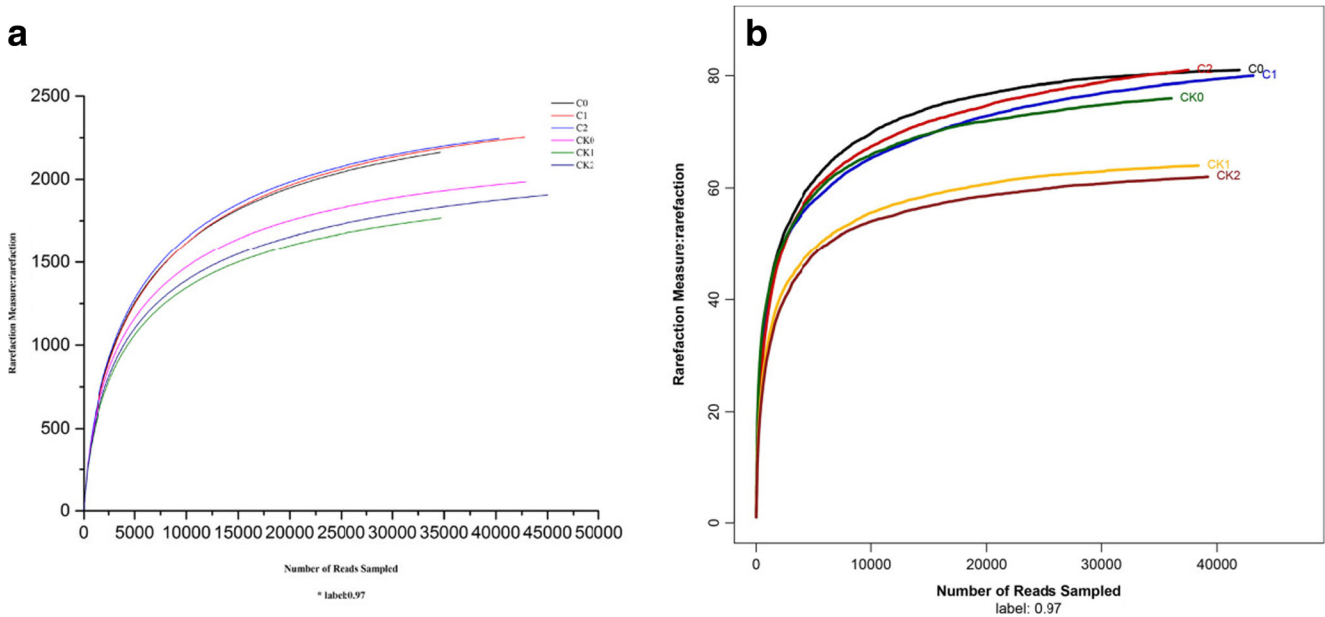 a
2500
2000
1500
1000
500
0
0 5000 10000 15000 20000 25000 30000 35000 40000 45000 50000
Rarefaction Measure:rarefaction
Number of Reads Sampled
* label:0.97
C0
C1
C2
CK0
CK1
CK2
b
80
60
40
20
0
0 10000 20000 30000 40000
Rarefaction Measure:rarefaction
Number of Reads Sampled
label: 0.97
C2
C0
C1
CK0
CK1
CK2